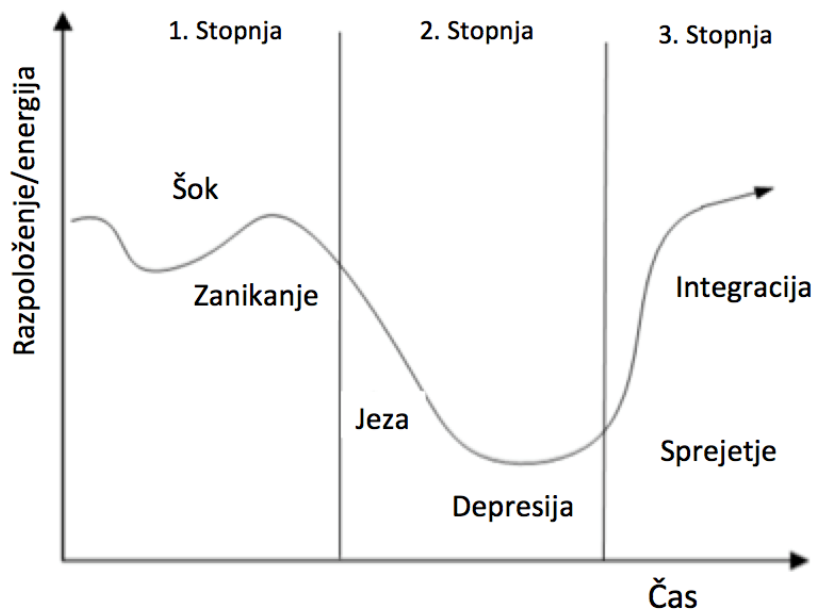 1. Stopnja
2. Stopnja
3. Stopnja
Razpoloženje/energija
Šok
Zanikanje
Jeza
Depresija
Integracija
Sprejetje
Čas